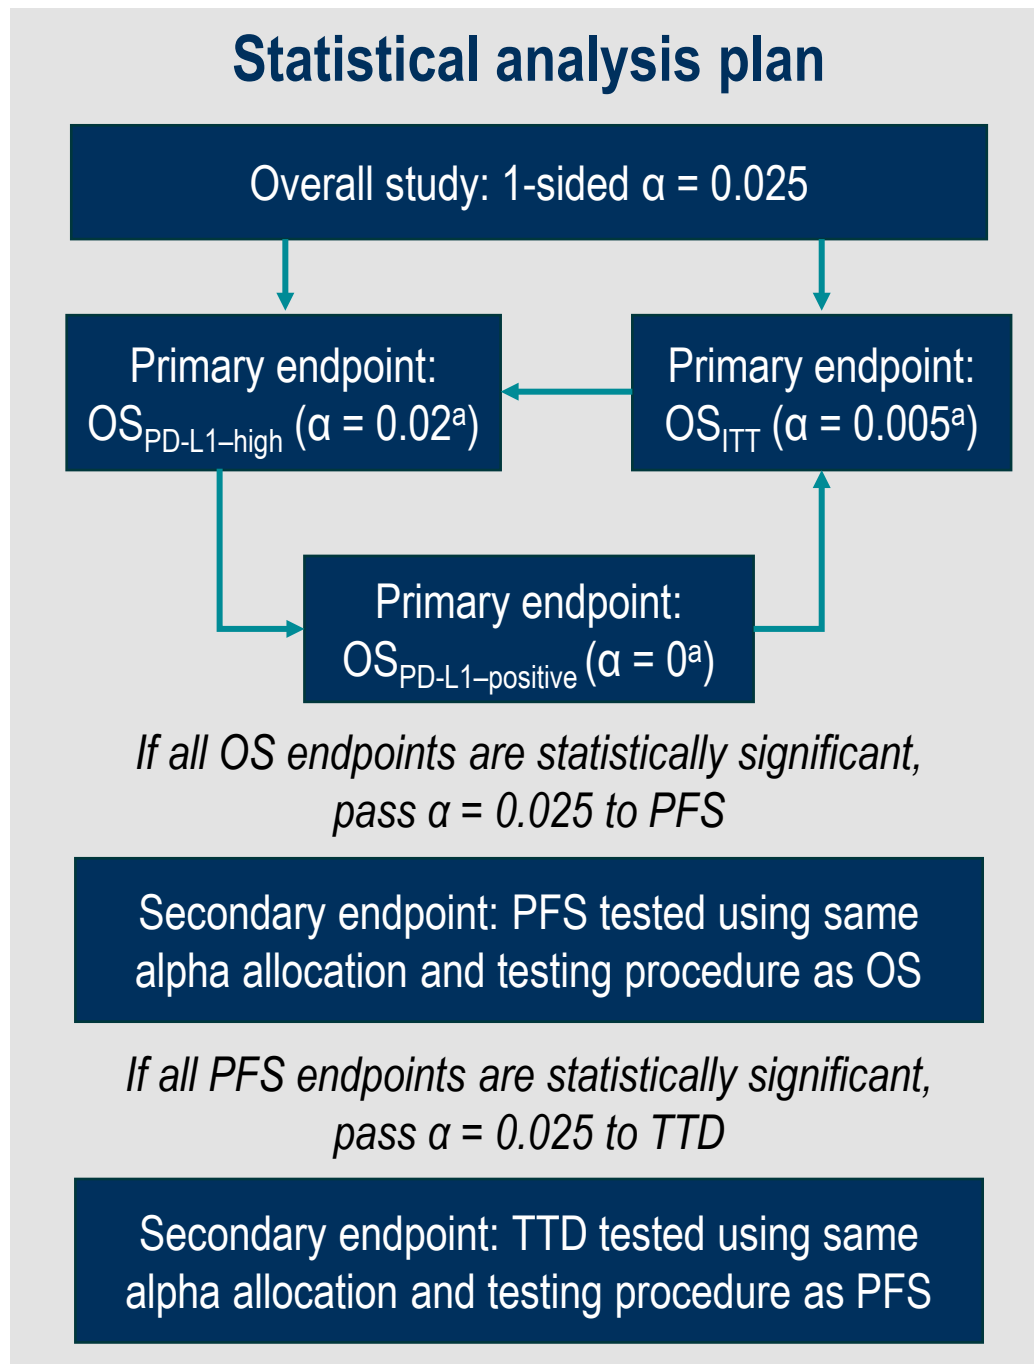 Statistical analysis plan
Overall study: 1-sided α = 0.025
Primary endpoint:
OSPD-L1–high (α = 0.02ª)
Primary endpoint:
OSITT (α = 0.005ª)
Primary endpoint:
OSPD-L1–positive (α = 0ª)
If all OS endpoints are statistically significant,
pass α = 0.025 to PFS
Secondary endpoint: PFS tested using same
alpha allocation and testing procedure as OS
If all PFS endpoints are statistically significant,
pass α = 0.025 to TTD
Secondary endpoint: TTD tested using same
alpha allocation and testing procedure as PFS